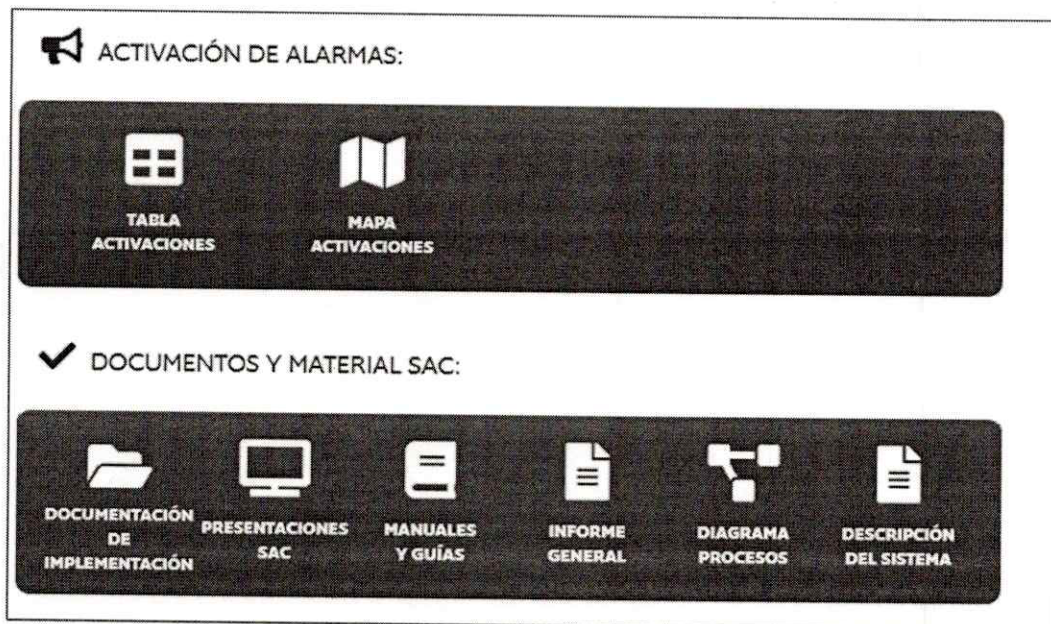 ACTIVACIÓN DE ALARMAS:
TABLA
ACTIVACIONES
MAPA
ACTIVACIONES
DOCUMENTOS Y MATERIAL SAC:
DOCUMENTACIÓN
DE
IMPLEMENTACIÓN
PRESENTACIONES
SAC
MANUALES
Y GUÍAS
INFORME
GENERAL
DIAGRAMA
PROCESOS
DESCRIPCIÓN
DEL SISTEMA